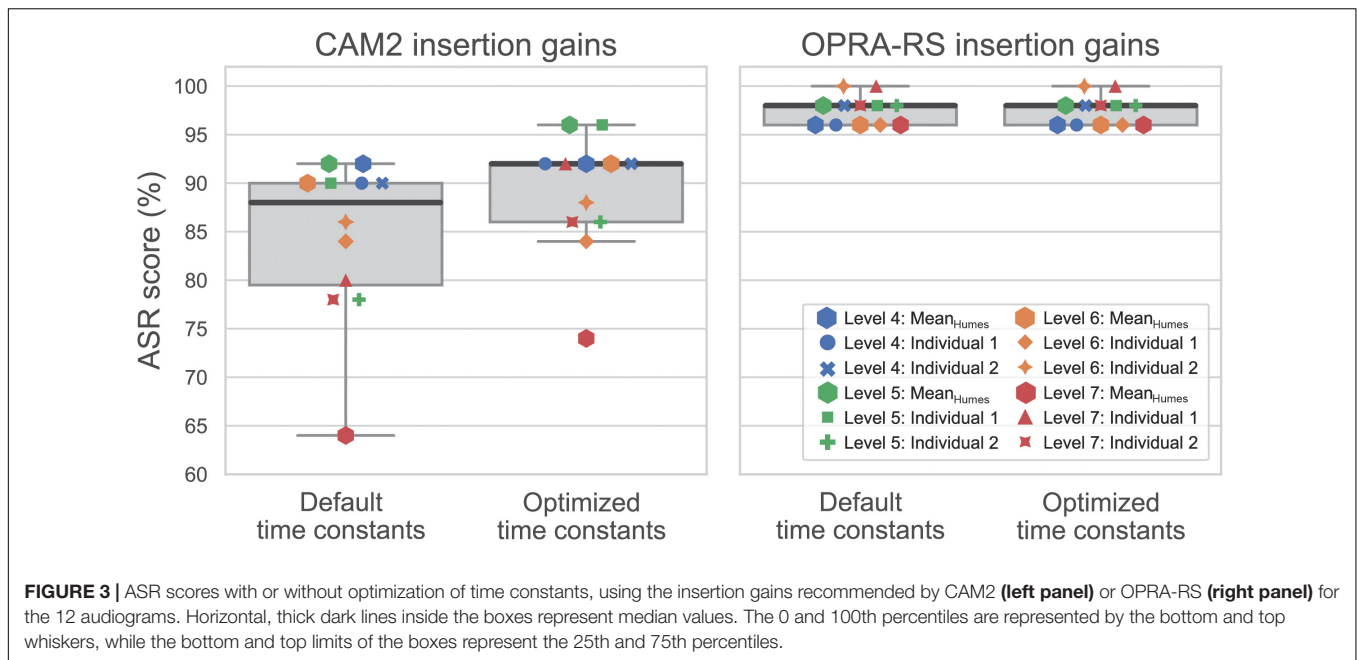 CAM2 insertion gains
OPRA-RS insertion gains
ASR score (%)
100
95
90
85
80
75
70
65
60
Default
time constants
Optimized
time constants
Default
time constants
Optimized
time constants
Level 4: MeanHumes
Level 4: Individual 1
Level 4: Individual 2
Level 5: MeanHumes
Level 5: Individual 1
Level 5: Individual 2
Level 6: MeanHumes
Level 6: Individual 1
Level 6: Individual 2
Level 7: MeanHumes
Level 7: Individual 1
Level 7: Individual 2
FIGURE 3 | ASR scores with or without optimization of time constants, using the insertion gains recommended by CAM2 (left panel) or OPRA-RS (right panel) for
the 12 audiograms. Horizontal, thick dark lines inside the boxes represent median values. The 0 and 100th percentiles are represented by the bottom and top
whiskers, while the bottom and top limits of the boxes represent the 25th and 75th percentiles.